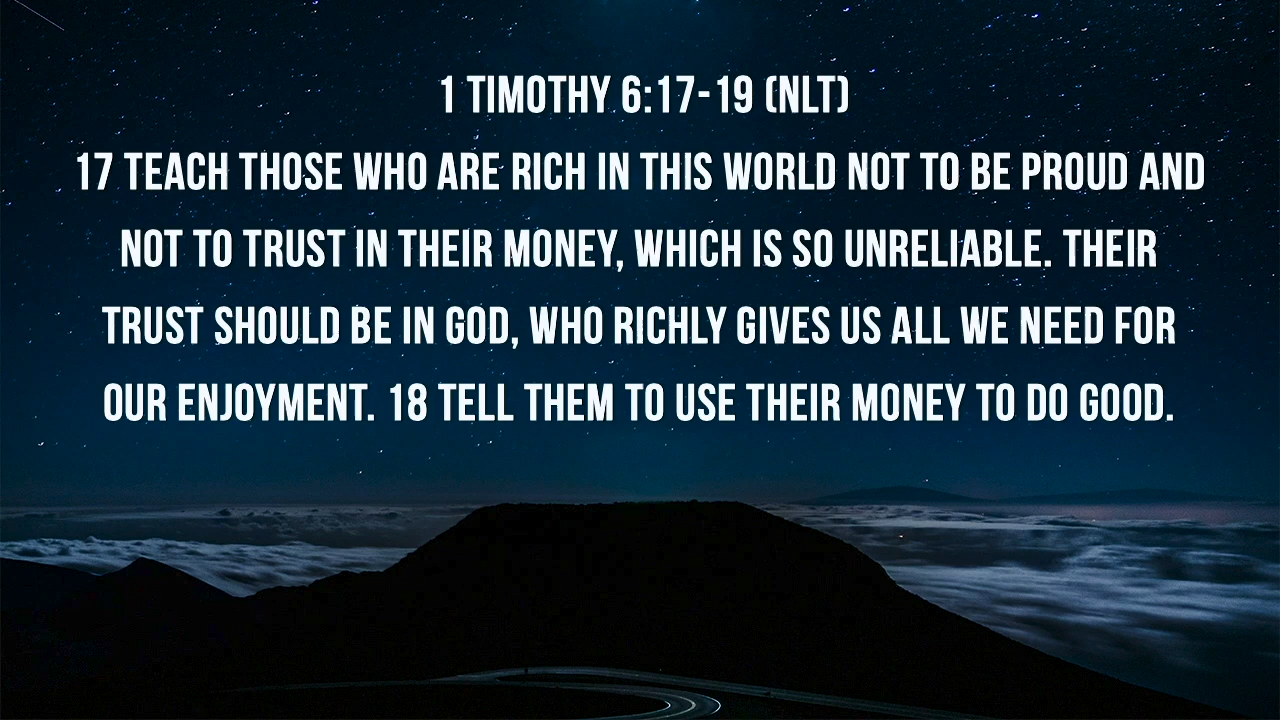 1 TIMOTHY 6:17-19 (NLT)
17 TEACH THOSE WHO ARE RICH IN THIS WORLD NOT TO BE PROUD AND
NOT TO TRUST IN THEIR MONEY, WHICH IS SO UNRELIABLE. THEIR
TRUST SHOULD BE IN GOD, WHO RICHLY GIVES US ALL WE NEED FOR
OUR ENJOYMENT. 18 TELL THEM TO USE THEIR MONEY TO DO GOOD.